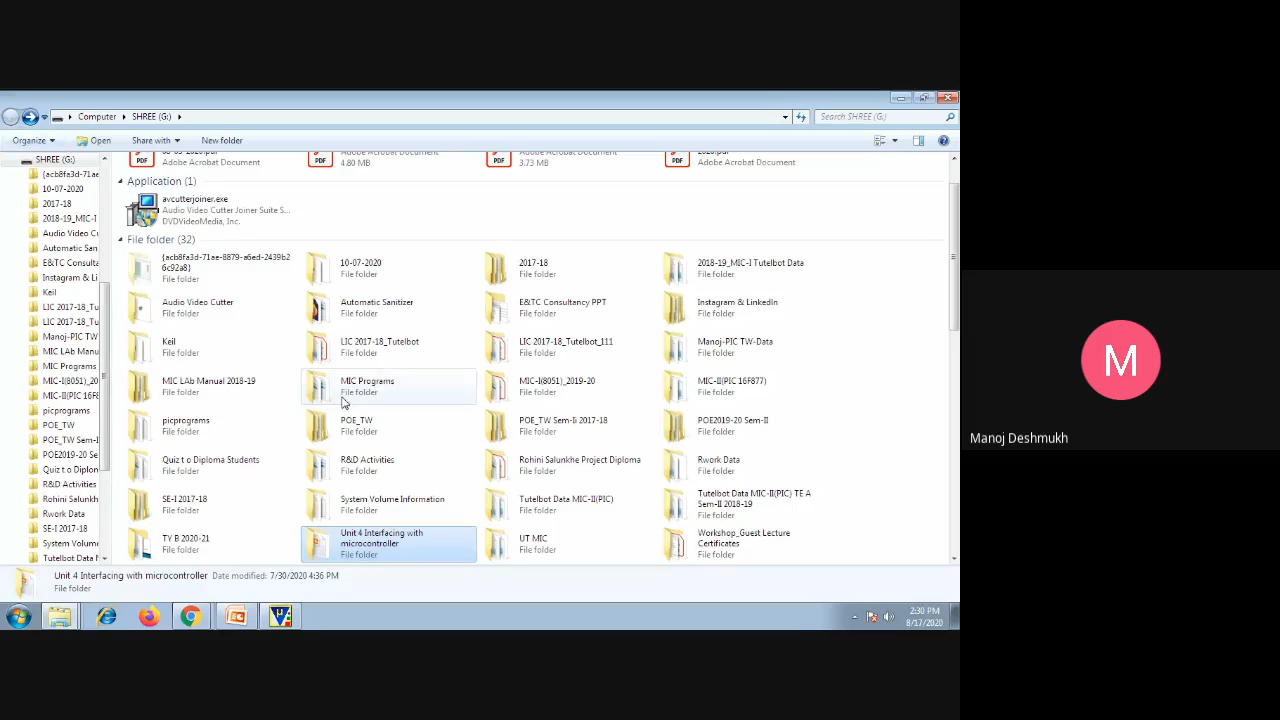 Computer ▸ SHREE (G:) ▸
Search SHREE (G:)
Organize
Open
Share with
New folder
SHREE (G:)
{acb8fa3d-71ae
10-07-2020
2017-18
2018-19_MIC-I
Audio Video C
Automatic San
E&TC Consulta
Instagram & Li
Keil
LIC 2017-18_Tu
LIC 2017-18_Tu
Manoj-PIC TW
MIC LAb Manu
MIC Programs
MIC-I(8051)_20
MIC-II(PIC 16F
picprograms
POE_TW
POE_TW Sem-I
POE2019-20 Se
Quiz t o Diplon
R&D Activities
Rohini Salunkh
Rwork Data
SE-I 2017-18
System Volume
Tutelbot Data M
PDF
Adobe Acrobat Document
PDF
Adobe Acrobat Document
4.80 MB
PDF
Adobe Acrobat Document
3.73 MB
PDF
2020.pdf
Adobe Acrobat Document
Application (1)
avcutterjoiner.exe
Audio Video Cutter Joiner Suite S...
DVDVideoMedia, Inc.
File folder (32)
{acb8fa3d-71ae-8879-a6ed-2439b2
6c92a8}
File folder
10-07-2020
File folder
2017-18
File folder
2018-19_MIC-I Tutelbot Data
File folder
Audio Video Cutter
File folder
Automatic Sanitizer
File folder
E&TC Consultancy PPT
File folder
Instagram & LinkedIn
File folder
Keil
File folder
LIC 2017-18_Tutelbot
File folder
LIC 2017-18_Tutelbot_111
File folder
Manoj-PIC TW-Data
File folder
MIC LAb Manual 2018-19
File folder
MIC Programs
File folder
MIC-I(8051)_2019-20
File folder
MIC-II(PIC 16F877)
File folder
picprograms
File folder
POE_TW
File folder
POE_TW Sem-Ii 2017-18
File folder
POE2019-20 Sem-II
File folder
Quiz t o Diploma Students
File folder
R&D Activities
File folder
Rohini Salunkhe Project Diploma
File folder
Rwork Data
File folder
SE-I 2017-18
File folder
System Volume Information
File folder
Tutelbot Data MIC-II(PIC)
File folder
Tutelbot Data MIC-II(PIC) TE A
Sem-II 2018-19
File folder
TY B 2020-21
File folder
Unit 4 Interfacing with
microcontroller
File folder
UT MIC
File folder
Workshop_Guest Lecture
Certificates
File folder
Unit 4 Interfacing with microcontroller Date modified: 7/30/2020 4:36 PM
File folder
2:30 PM
8/17/2020
M
Manoj Deshmukh